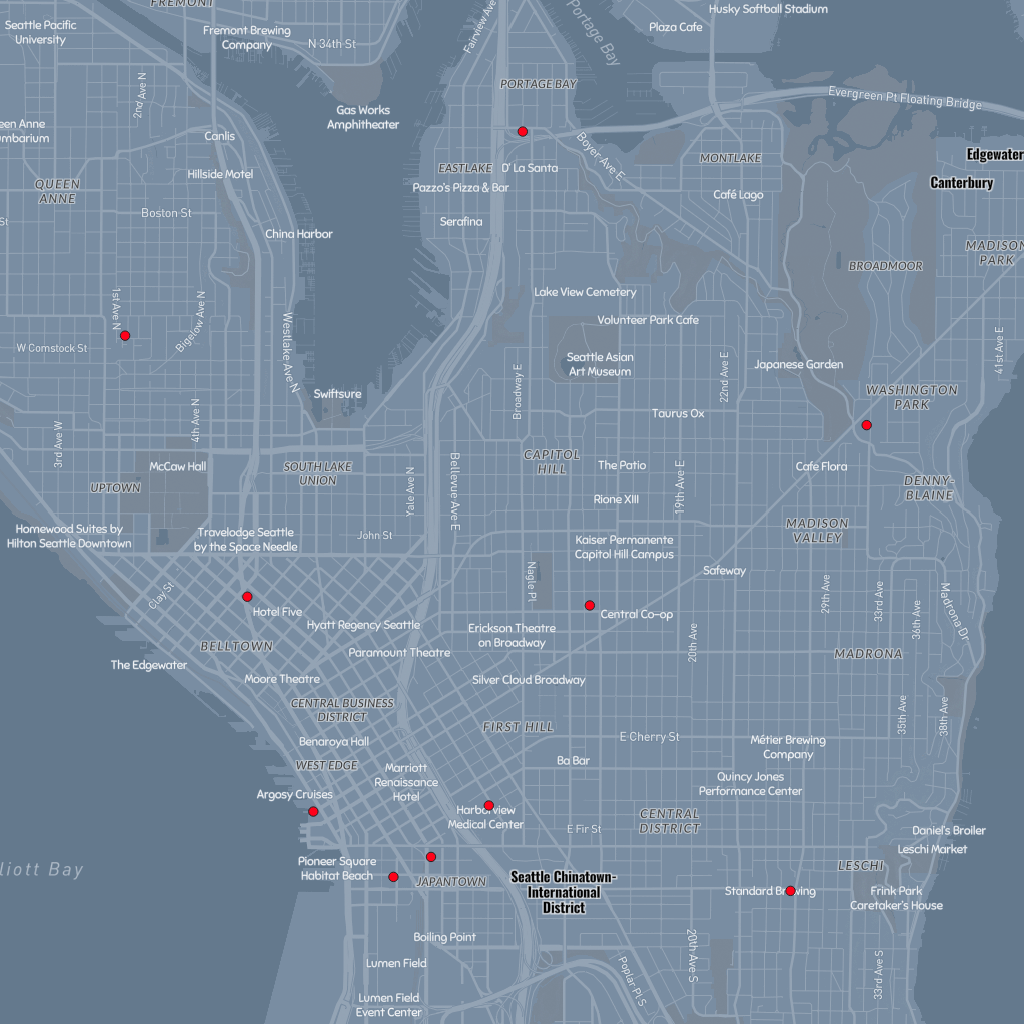 FREMONT
Husky Softball Stadium
Seattle Pacific
University
Fremont Brewing
Company
N 34th St
Fairview Ave
Portage Bay
Plaza Cafe
2nd Ave N
PORTAGE BAY
Evergreen Pt Floating Bridge
Gas Works
Amphitheater
een Anne
umbarium
Canlis
Boyer Ave E
MONTLAKE
Edgewater
Hillside Motel
EASTLAKE
D' La Santa
Canterbury
QUEEN
ANNE
Pazzo's Pizza & Bar
Café Lago
Boston St
St
Serafina
China Harbor
MADISON
PARK
BROADMOOR
1st Ave N
Bigelow Ave N
Lake View Cemetery
Volunteer Park Cafe
W Comstock St
Westlake Ave N
Seattle Asian
Art Museum
22nd Ave E
Japanese Garden
41st Ave E
Swiftsure
Broadway E
WASHINGTON
PARK
3rd Ave W
4th Ave N
Taurus Ox
McCaw Hall
SOUTH LAKE
UNION
CAPITOL
HILL
The Patio
Cafe Flora
UPTOWN
Yale Ave N
Bellevue Ave E
19th Ave E
DENNY-
BLAINE
Rione XIII
Homewood Suites by
Hilton Seattle Downtown
Travelodge Seattle
by the Space Needle
John St
Kaiser Permanente
Capitol Hill Campus
MADISON
VALLEY
Safeway
Clay St
Nagle Pl
29th Ave
33rd Ave
36th Ave
Madrona Dr
Hotel Five
Central Co-op
Hyatt Regency Seattle
Erickson Theatre
on Broadway
20th Ave
BELLTOWN
Paramount Theatre
MADRONA
The Edgewater
Moore Theatre
Silver Cloud Broadway
CENTRAL BUSINESS
DISTRICT
35th Ave
38th Ave
FIRST HILL
E Cherry St
Benaroya Hall
Métier Brewing
Company
WEST EDGE
Ba Bar
Marriott
Renaissance
Hotel
Quincy Jones
Performance Center
Argosy Cruises
Harborview
Medical Center
CENTRAL
DISTRICT
E Fir St
Daniel's Broiler
Leschi Market
Pioneer Square
Habitat Beach
lliott Bay
LESCHI
JAPANTOWN
Seattle Chinatown-
International
District
Standard Brewing
Frink Park
Caretaker's House
Boiling Point
20th Ave S
Lumen Field
Poplar Pl S
33rd Ave S
Lumen Field
Event Center